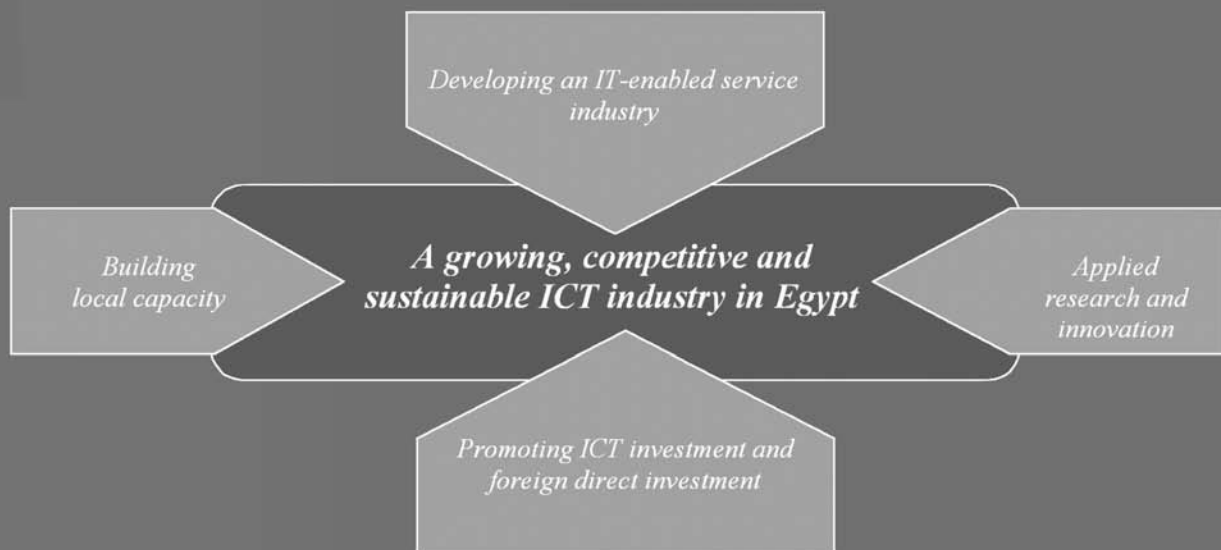 Developing an IT-enabled service
industry
Building
local capacity
A growing, competitive and
sustainable ICT industry in Egypt
Applied
research and
innovation
Promoting ICT investment and
foreign direct investment